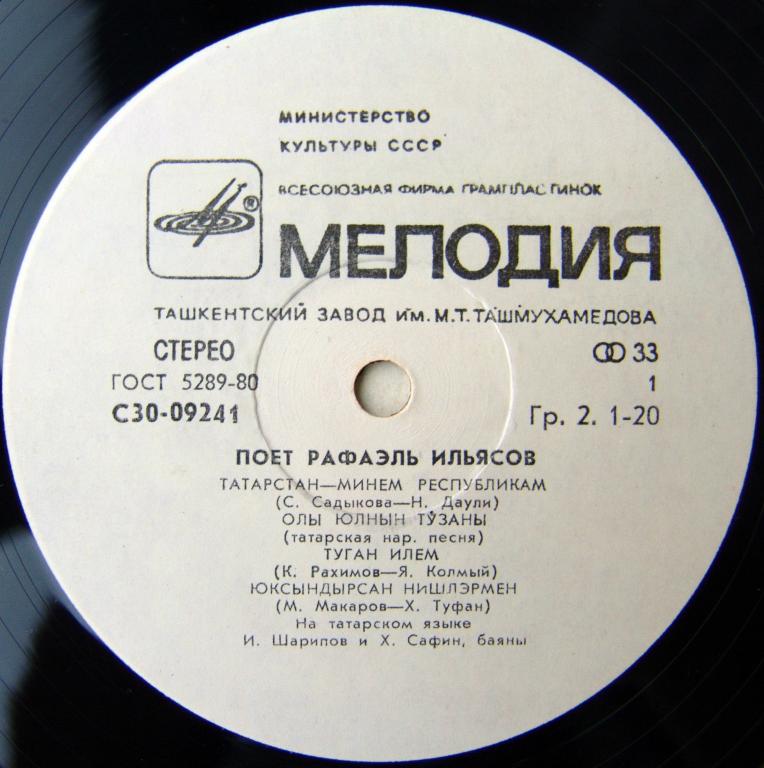 МИНИСТЕРСТВО
КУЛЬТУРЫ СССР
ВСЕСОЮЗНАЯ ФИРМА ГРАМПЛАСТИНОК
®
МЕЛОДИЯ
ТАШКЕНТСКИЙ ЗАВОД ИМ. М.Т. ТАШМУХАМЕДОВА
СТЕРЕО 33
ГОСТ 5289-80 1
С30-09241 Гр. 2. 1-20
ПОЕТ РАФАЭЛЬ ИЛЬЯСОВ
ТАТАРСТАН—МИНЕМ РЕСПУБЛИКАМ
(С. Садыкова—Н. Даули)
ОЛЫ ЮЛНЫН ТУЗАНЫ
(татарская нар. песня)
ТУГАН ИЛЕМ
(К. Рахимов—Я. Колмый)
ЮКСЫНДЫРСАН НИШЛЭРМЕН
(М. Макаров—Х. Туфан)
На татарском языке
И. Шарипов и Х. Сафин, баяны